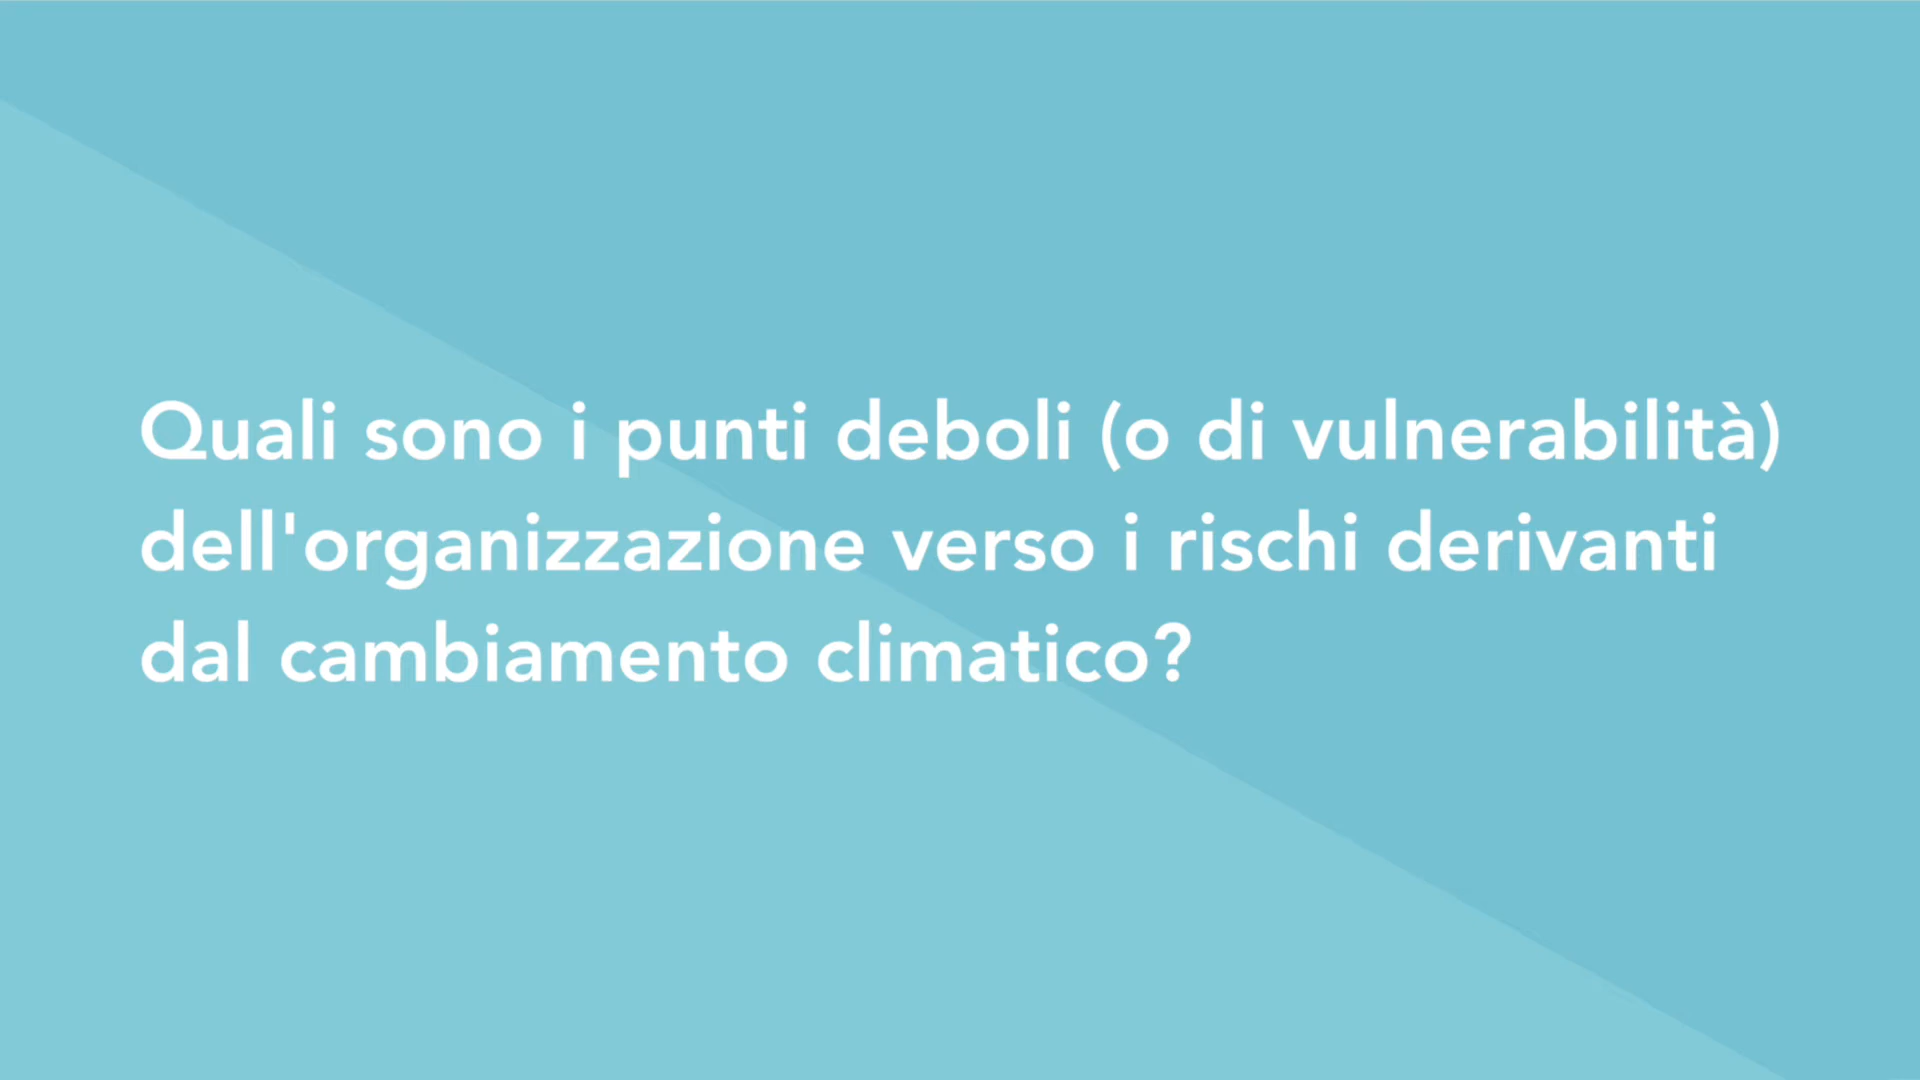 Quali sono i punti deboli (o di vulnerabilità)
dell'organizzazione verso i rischi derivanti
dal cambiamento climatico?